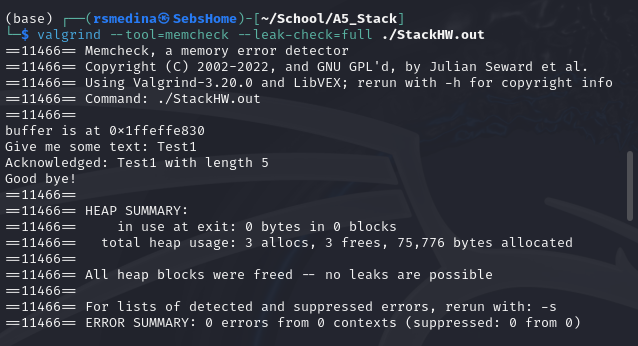 (base) ┌──(rsmedina㉿SebsHome)-[~/School/A5_Stack]
└─$ valgrind --tool=memcheck --leak-check=full ./StackHW.out
==11466== Memcheck, a memory error detector
==11466== Copyright (C) 2002-2022, and GNU GPL'd, by Julian Seward et al.
==11466== Using Valgrind-3.20.0 and LibVEX; rerun with -h for copyright info
==11466== Command: ./StackHW.out
==11466==
buffer is at 0x1ffeffe830
Give me some text: Test1
Acknowledged: Test1 with length 5
Good bye!
==11466==
==11466== HEAP SUMMARY:
==11466==     in use at exit: 0 bytes in 0 blocks
==11466==   total heap usage: 3 allocs, 3 frees, 75,776 bytes allocated
==11466==
==11466== All heap blocks were freed -- no leaks are possible
==11466==
==11466== For lists of detected and suppressed errors, rerun with: -s
==11466== ERROR SUMMARY: 0 errors from 0 contexts (suppressed: 0 from 0)